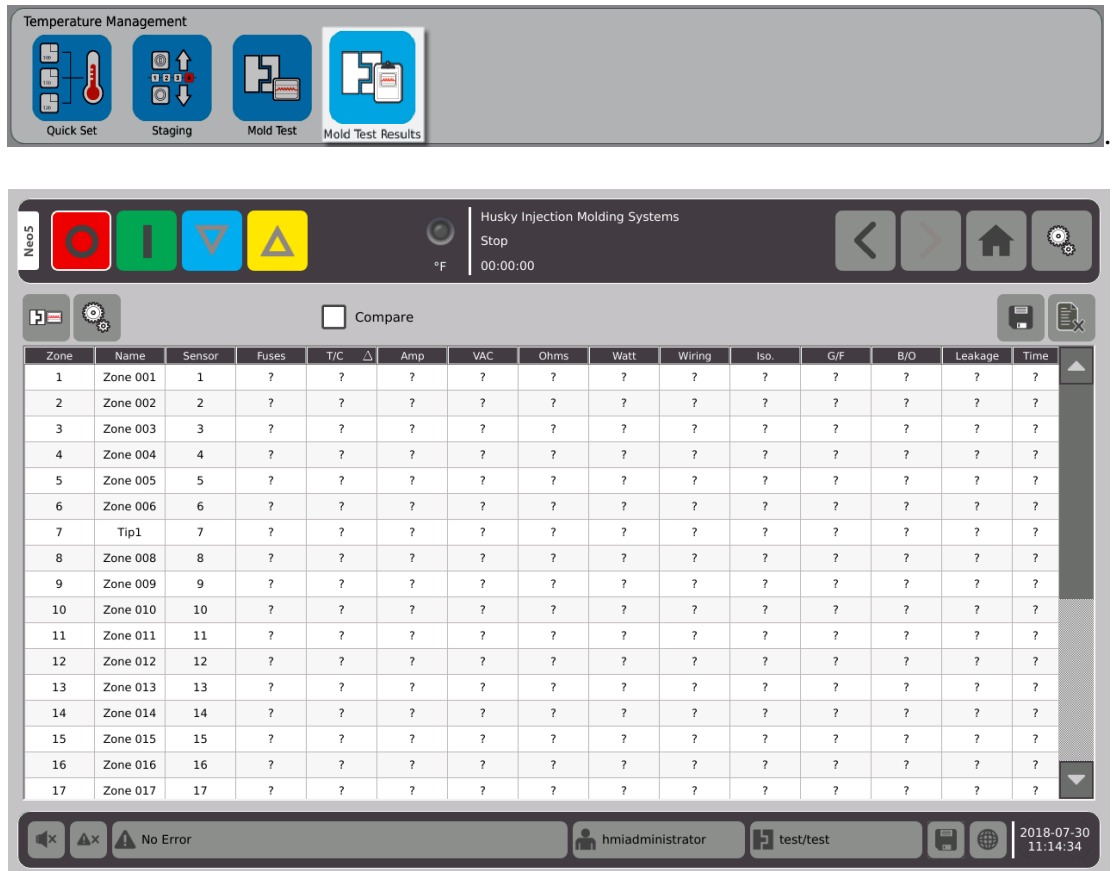 Temperature Management
Quick Set Staging Mold Test Mold Test Results
.
Neo5
Husky Injection Molding Systems
Stop
°F 00:00:00
Compare
Zone Name Sensor Fuses T/C △ Amp VAC Ohms Watt Wiring Iso. G/F B/O Leakage Time
1 Zone 001 1 ? ? ? ? ? ? ? ? ? ? ? ?
2 Zone 002 2 ? ? ? ? ? ? ? ? ? ? ? ?
3 Zone 003 3 ? ? ? ? ? ? ? ? ? ? ? ?
4 Zone 004 4 ? ? ? ? ? ? ? ? ? ? ? ?
5 Zone 005 5 ? ? ? ? ? ? ? ? ? ? ? ?
6 Zone 006 6 ? ? ? ? ? ? ? ? ? ? ? ?
7 Tip1 7 ? ? ? ? ? ? ? ? ? ? ? ?
8 Zone 008 8 ? ? ? ? ? ? ? ? ? ? ? ?
9 Zone 009 9 ? ? ? ? ? ? ? ? ? ? ? ?
10 Zone 010 10 ? ? ? ? ? ? ? ? ? ? ? ?
11 Zone 011 11 ? ? ? ? ? ? ? ? ? ? ? ?
12 Zone 012 12 ? ? ? ? ? ? ? ? ? ? ? ?
13 Zone 013 13 ? ? ? ? ? ? ? ? ? ? ? ?
14 Zone 014 14 ? ? ? ? ? ? ? ? ? ? ? ?
15 Zone 015 15 ? ? ? ? ? ? ? ? ? ? ? ?
16 Zone 016 16 ? ? ? ? ? ? ? ? ? ? ? ?
17 Zone 017 17 ? ? ? ? ? ? ? ? ? ? ? ?
No Error hmiadministrator test/test 2018-07-30
11:14:34